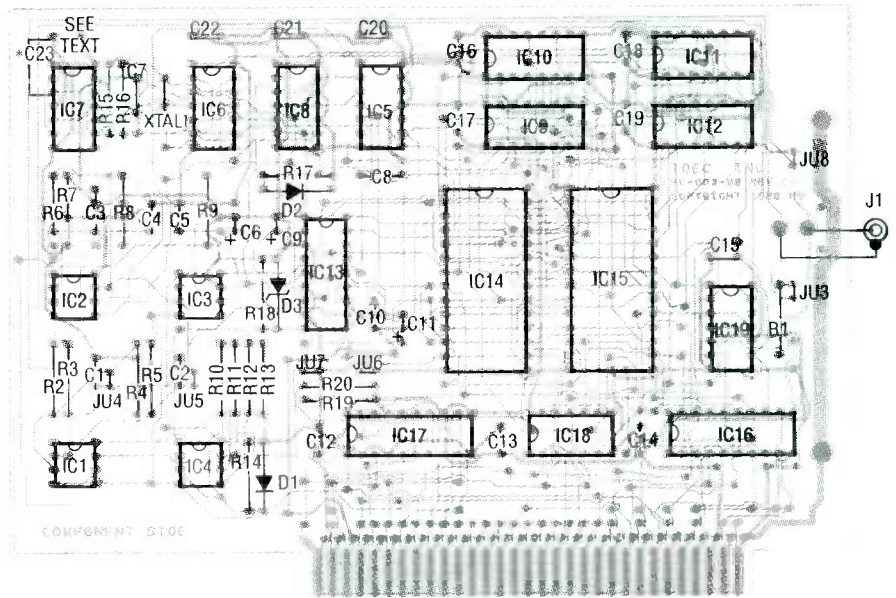 SEE
TEXT
*C23
C22
C21
C20
C16
IC10
C18
IC11
IC7
R15
R16
C7
XTAL1
IC6
IC8
IC5
C17
IC9
C19
IC12
R17
C8
JU8
D2
J1
R7
R6
C3
R8
C4
C5
R9
+ C6
+ C9
IC13
IC14
IC15
C15
IC2
IC3
R18
D3
C10
C11
+
IC19
JU3
R1
R3
R2
C1
JU4
R4
R5
C2
JU5
R10
R11
R12
R13
JU7
JU6
R20
R19
C12
IC17
C13
IC18
C14
IC16
IC1
IC4
R14
D1
COMPONENT SIDE